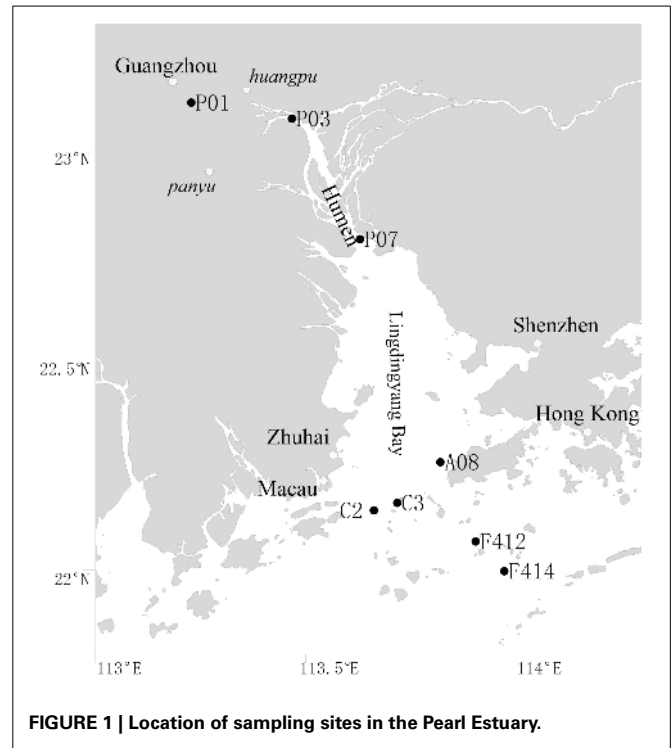 Guangzhou
huangpu
P01
P03
23°N
panyu
Humen
P07
Lingdingyang Bay
Shenzhen
22.5°N
Hong Kong
Zhuhai
A08
Macau
C2
C3
F412
22°N
F414
113°E
113.5°E
114°E
FIGURE 1 | Location of sampling sites in the Pearl Estuary.